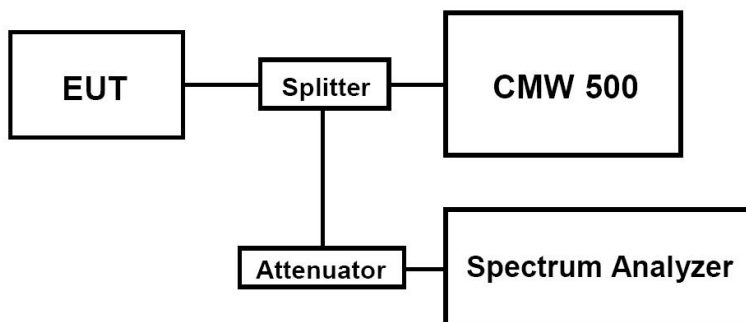 EUT
Splitter
CMW 500
Attenuator
Spectrum Analyzer